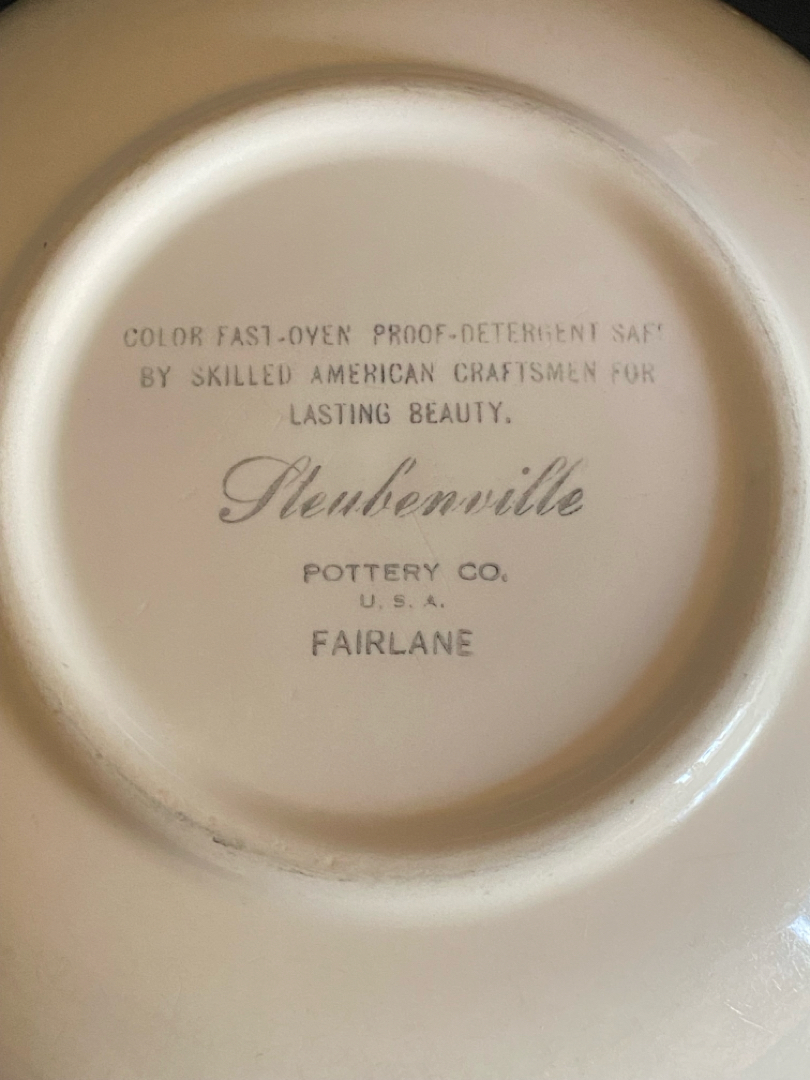 COLOR FAST-OVEN PROOF-DETERGENT SAF
BY SKILLED AMERICAN CRAFTSMEN FOR
LASTING BEAUTY.
Steubenville
POTTERY CO.
U. S. A.
FAIRLANE